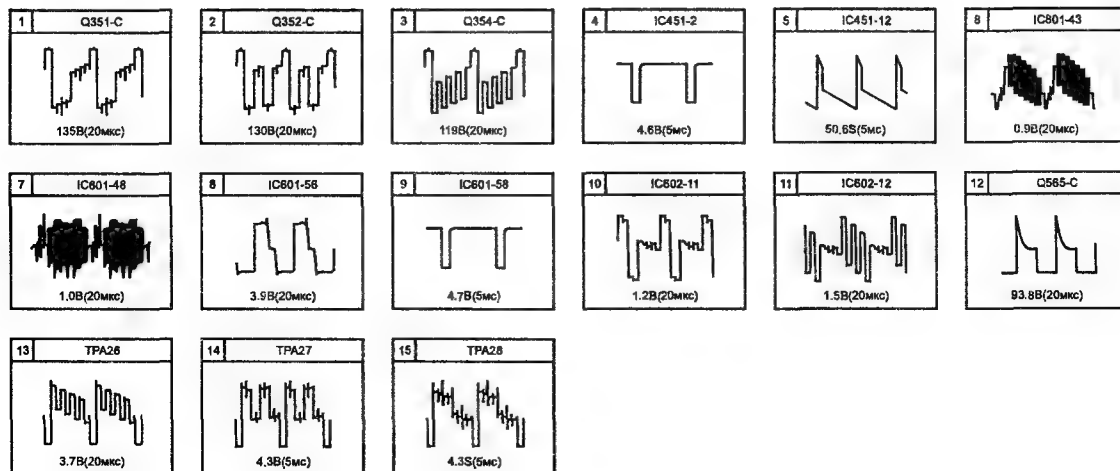 1 Q351-C
135В(20мкс)
2 Q352-C
130В(20мкс)
3 Q354-C
119В(20мкс)
4 IC451-2
4.6В(5мс)
5 IC451-12
50.6S(5мс)
8 IC801-43
0.9В(20мкс)
7 IC601-48
1.0В(20мкс)
8 IC601-56
3.9В(20мкс)
9 IC601-58
4.7В(5мс)
10 IC602-11
1.2В(20мкс)
11 IC602-12
1.5В(20мкс)
12 Q565-C
93.8В(20мкс)
13 TPA26
3.7В(20мкс)
14 TPA27
4.3В(5мс)
15 TPA28
4.3S(5мс)